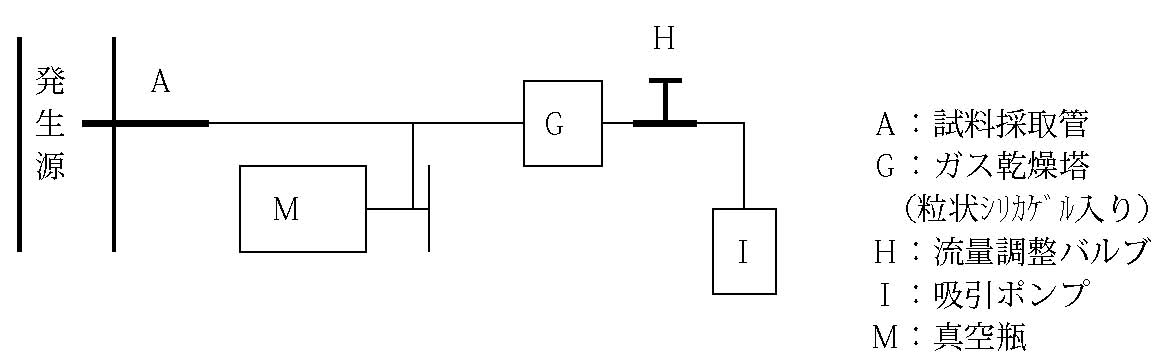 発生源
A
G
H
M
I
A：試料採取管
G：ガス乾燥塔
（粒状ｼﾘｶｹﾞﾙ入り）
H：流量調整バルブ
I：吸引ポンプ
M：真空瓶